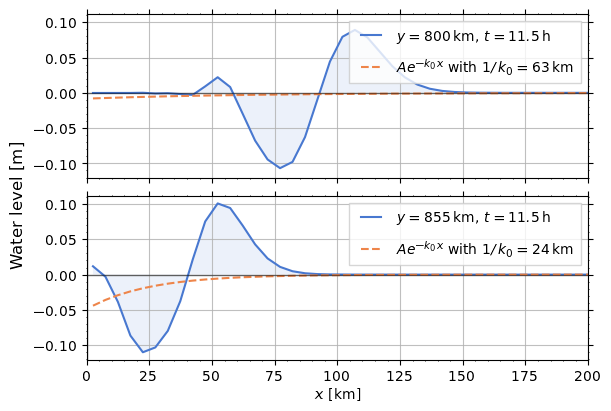 0.10
0.05
0.00
−0.05
−0.10
y = 800 km, t = 11.5 h
Ae^{−k₀x} with 1/k₀ = 63 km
Water level [m]
0.10
0.05
0.00
−0.05
−0.10
y = 855 km, t = 11.5 h
Ae^{−k₀x} with 1/k₀ = 24 km
0 25 50 75 100 125 150 175 200
x [km]